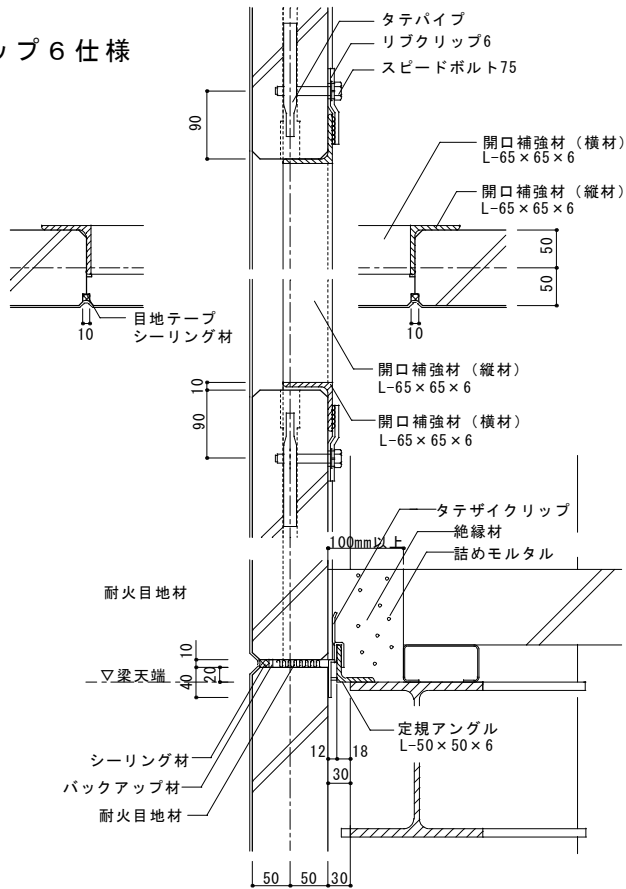 ップ6仕様
タテパイプ
リブクリップ6
スピードボルト75
90
開口補強材（横材）
L-65×65×6
開口補強材（縦材）
L-65×65×6
50
50
目地テープ
シーリング材
10
10
開口補強材（縦材）
L-65×65×6
開口補強材（横材）
L-65×65×6
10
90
タテザイクリップ
絶縁材
詰めモルタル
100mm以上
耐火目地材
10
20
40
▽梁天端
定規アングル
L-50×50×6
シーリング材
バックアップ材
耐火目地材
12
18
30
50
50
30